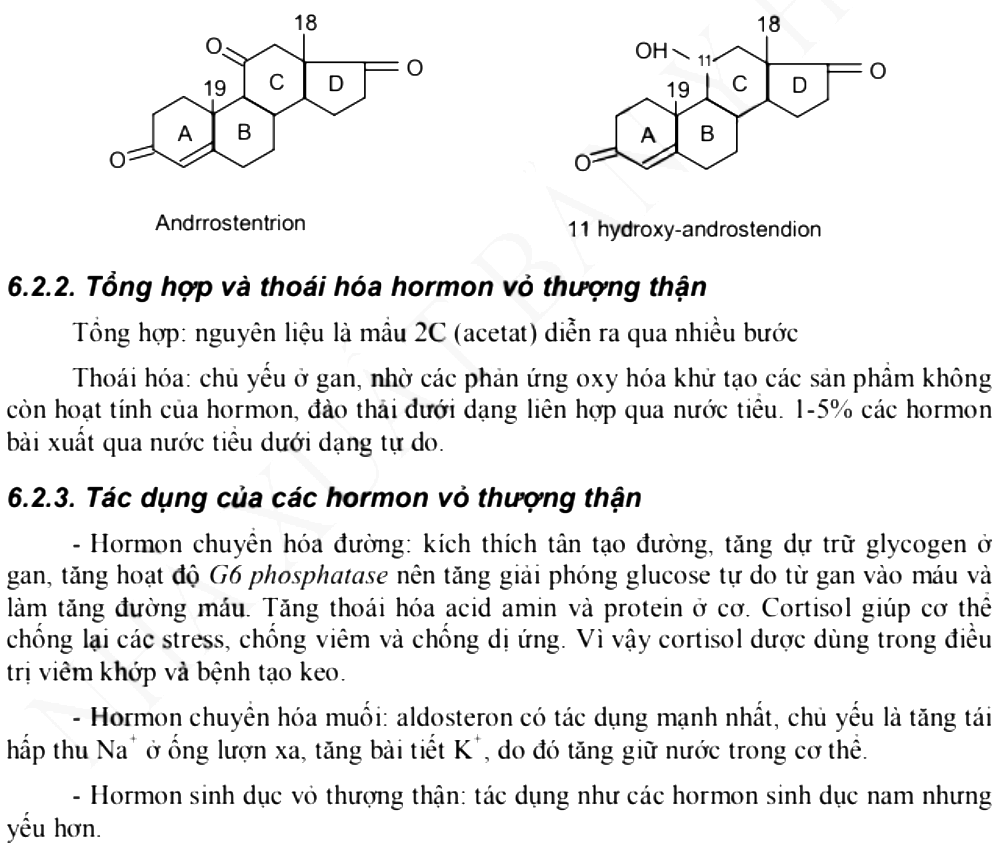 18 18
O OH 11
C D O C D O
19 19
A B A B
O O
Andrrostentrion 11 hydroxy-androstendion
6.2.2. Tổng hợp và thoái hóa hormon vỏ thượng thận
Tổng hợp: nguyên liệu là mẩu 2C (acetat) diễn ra qua nhiều bước
Thoái hóa: chủ yếu ở gan, nhờ các phản ứng oxy hóa khử tạo các sản phẩm không
còn hoạt tính của hormon, đào thải dưới dạng liên hợp qua nước tiểu. 1-5% các hormon
bài xuất qua nước tiểu dưới dạng tự do.
6.2.3. Tác dụng của các hormon vỏ thượng thận
- Hormon chuyển hóa đường: kích thích tân tạo đường, tăng dự trữ glycogen ở
gan, tăng hoạt độ G6 phosphatase nên tăng giải phóng glucose tự do từ gan vào máu và
làm tăng đường máu. Tăng thoái hóa acid amin và protein ở cơ. Cortisol giúp cơ thể
chống lại các stress, chống viêm và chống dị ứng. Vì vậy cortisol được dùng trong điều
trị viêm khớp và bệnh tạo keo.
- Hormon chuyển hóa muối: aldosteron có tác dụng mạnh nhất, chủ yếu là tăng tái
hấp thu Na⁺ ở ống lượn xa, tăng bài tiết K⁺, do đó tăng giữ nước trong cơ thể.
- Hormon sinh dục vỏ thượng thận: tác dụng như các hormon sinh dục nam nhưng
yếu hơn.